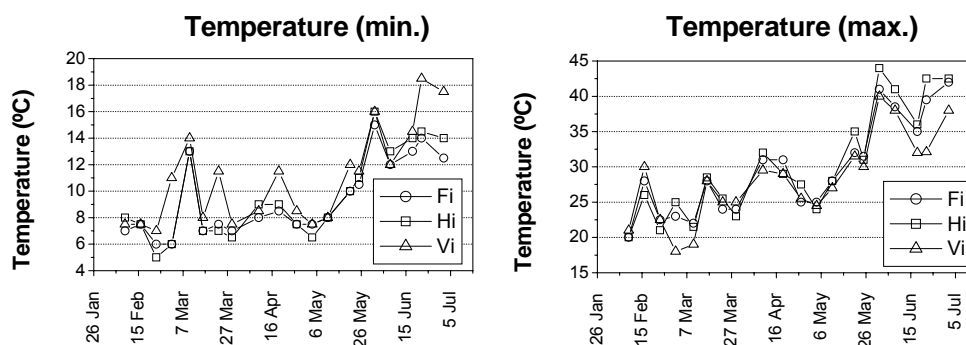 Temperature (min.)
Temperature (ºC)
20
18
16
14
12
10
8
6
4
Fi
Hi
Vi
26 Jan
15 Feb
7 Mar
27 Mar
16 Apr
6 May
26 May
15 Jun
5 Jul
Temperature (max.)
Temperature (ºC)
45
40
35
30
25
20
15
Fi
Hi
Vi
26 Jan
15 Feb
7 Mar
27 Mar
16 Apr
6 May
26 May
15 Jun
5 Jul